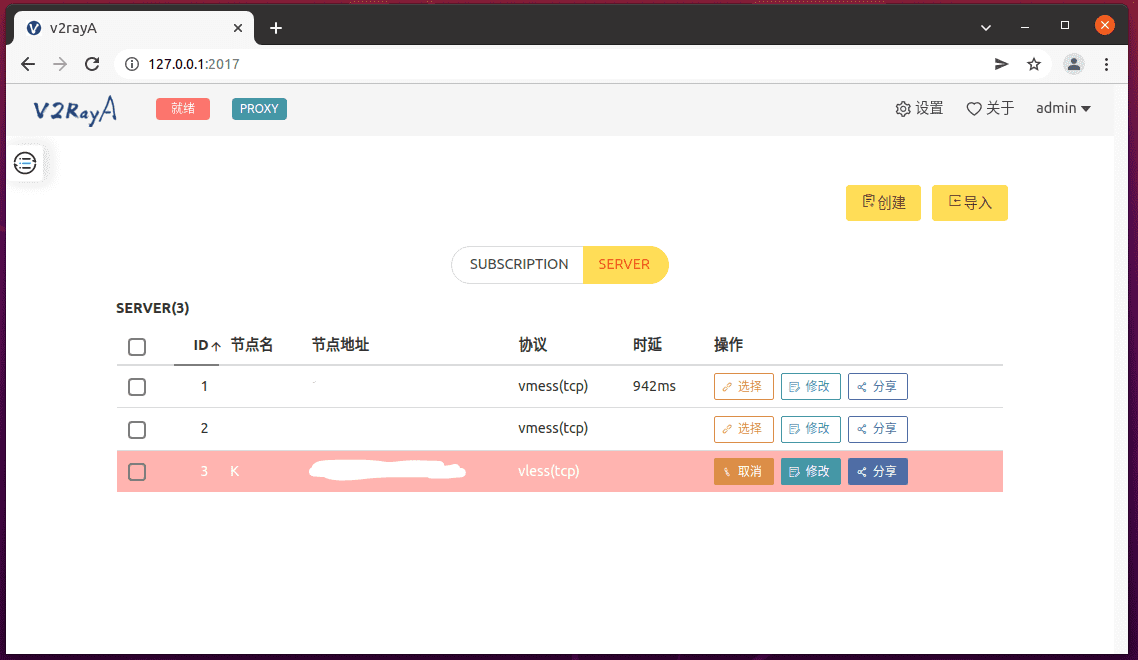 v2rayA
127.0.0.1:2017
V2RayA 就绪 PROXY 设置 关于 admin
创建 导入
SUBSCRIPTION SERVER
SERVER(3)
ID 节点名 节点地址 协议 时延 操作
1 vmess(tcp) 942ms 选择 修改 分享
2 vmess(tcp) 选择 修改 分享
3 K vless(tcp) 取消 修改 分享